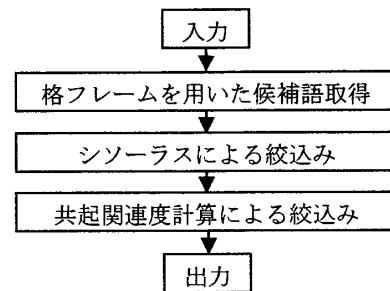 入力
格フレームを用いた候補語取得
シソーラスによる絞込み
共起関連度計算による絞込み
出力